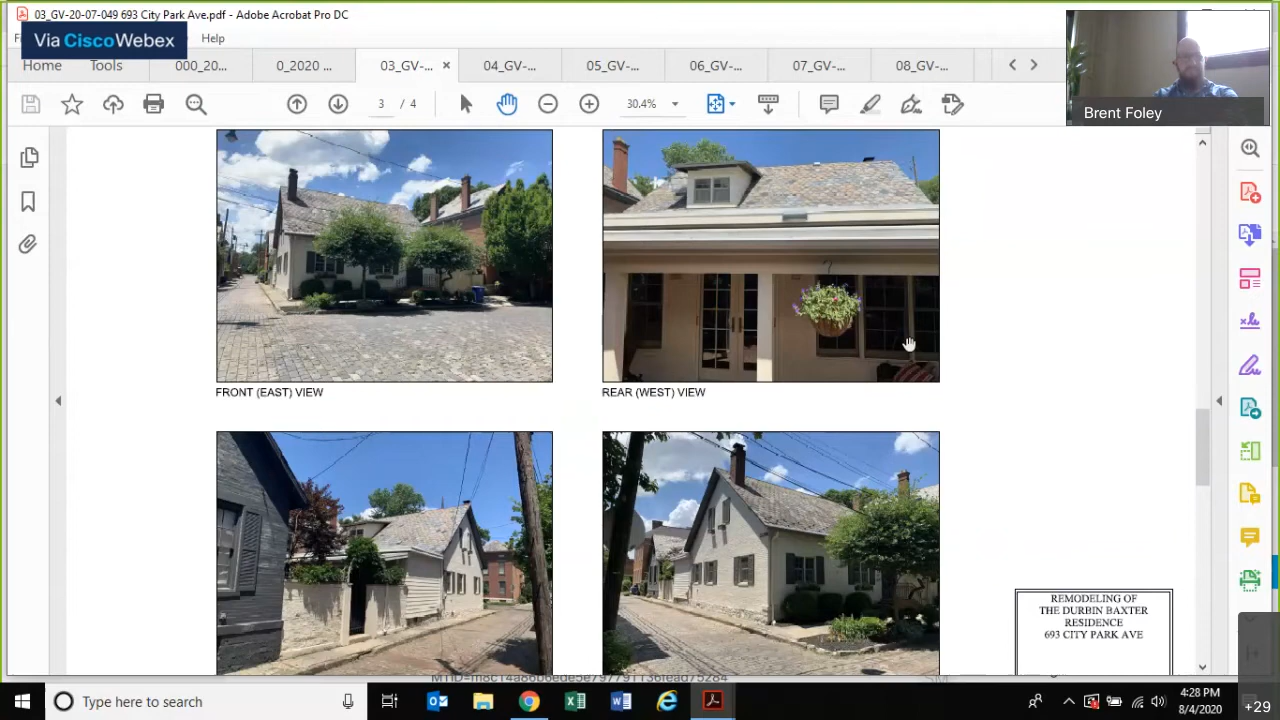 03_GV-20-07-049 693 City Park Ave.pdf - Adobe Acrobat Pro DC
Via Cisco Webex
Help
Home Tools 000_20... 0_2020 ... 03_GV-... × 04_GV-... 05_GV-... 06_GV-... 07_GV-... 08_GV-...
3 / 4 30.4%
Brent Foley
FRONT (EAST) VIEW REAR (WEST) VIEW
REMODELING OF
THE DURBIN BAXTER
RESIDENCE
693 CITY PARK AVE
Type here to search
4:28 PM
8/4/2020
+29